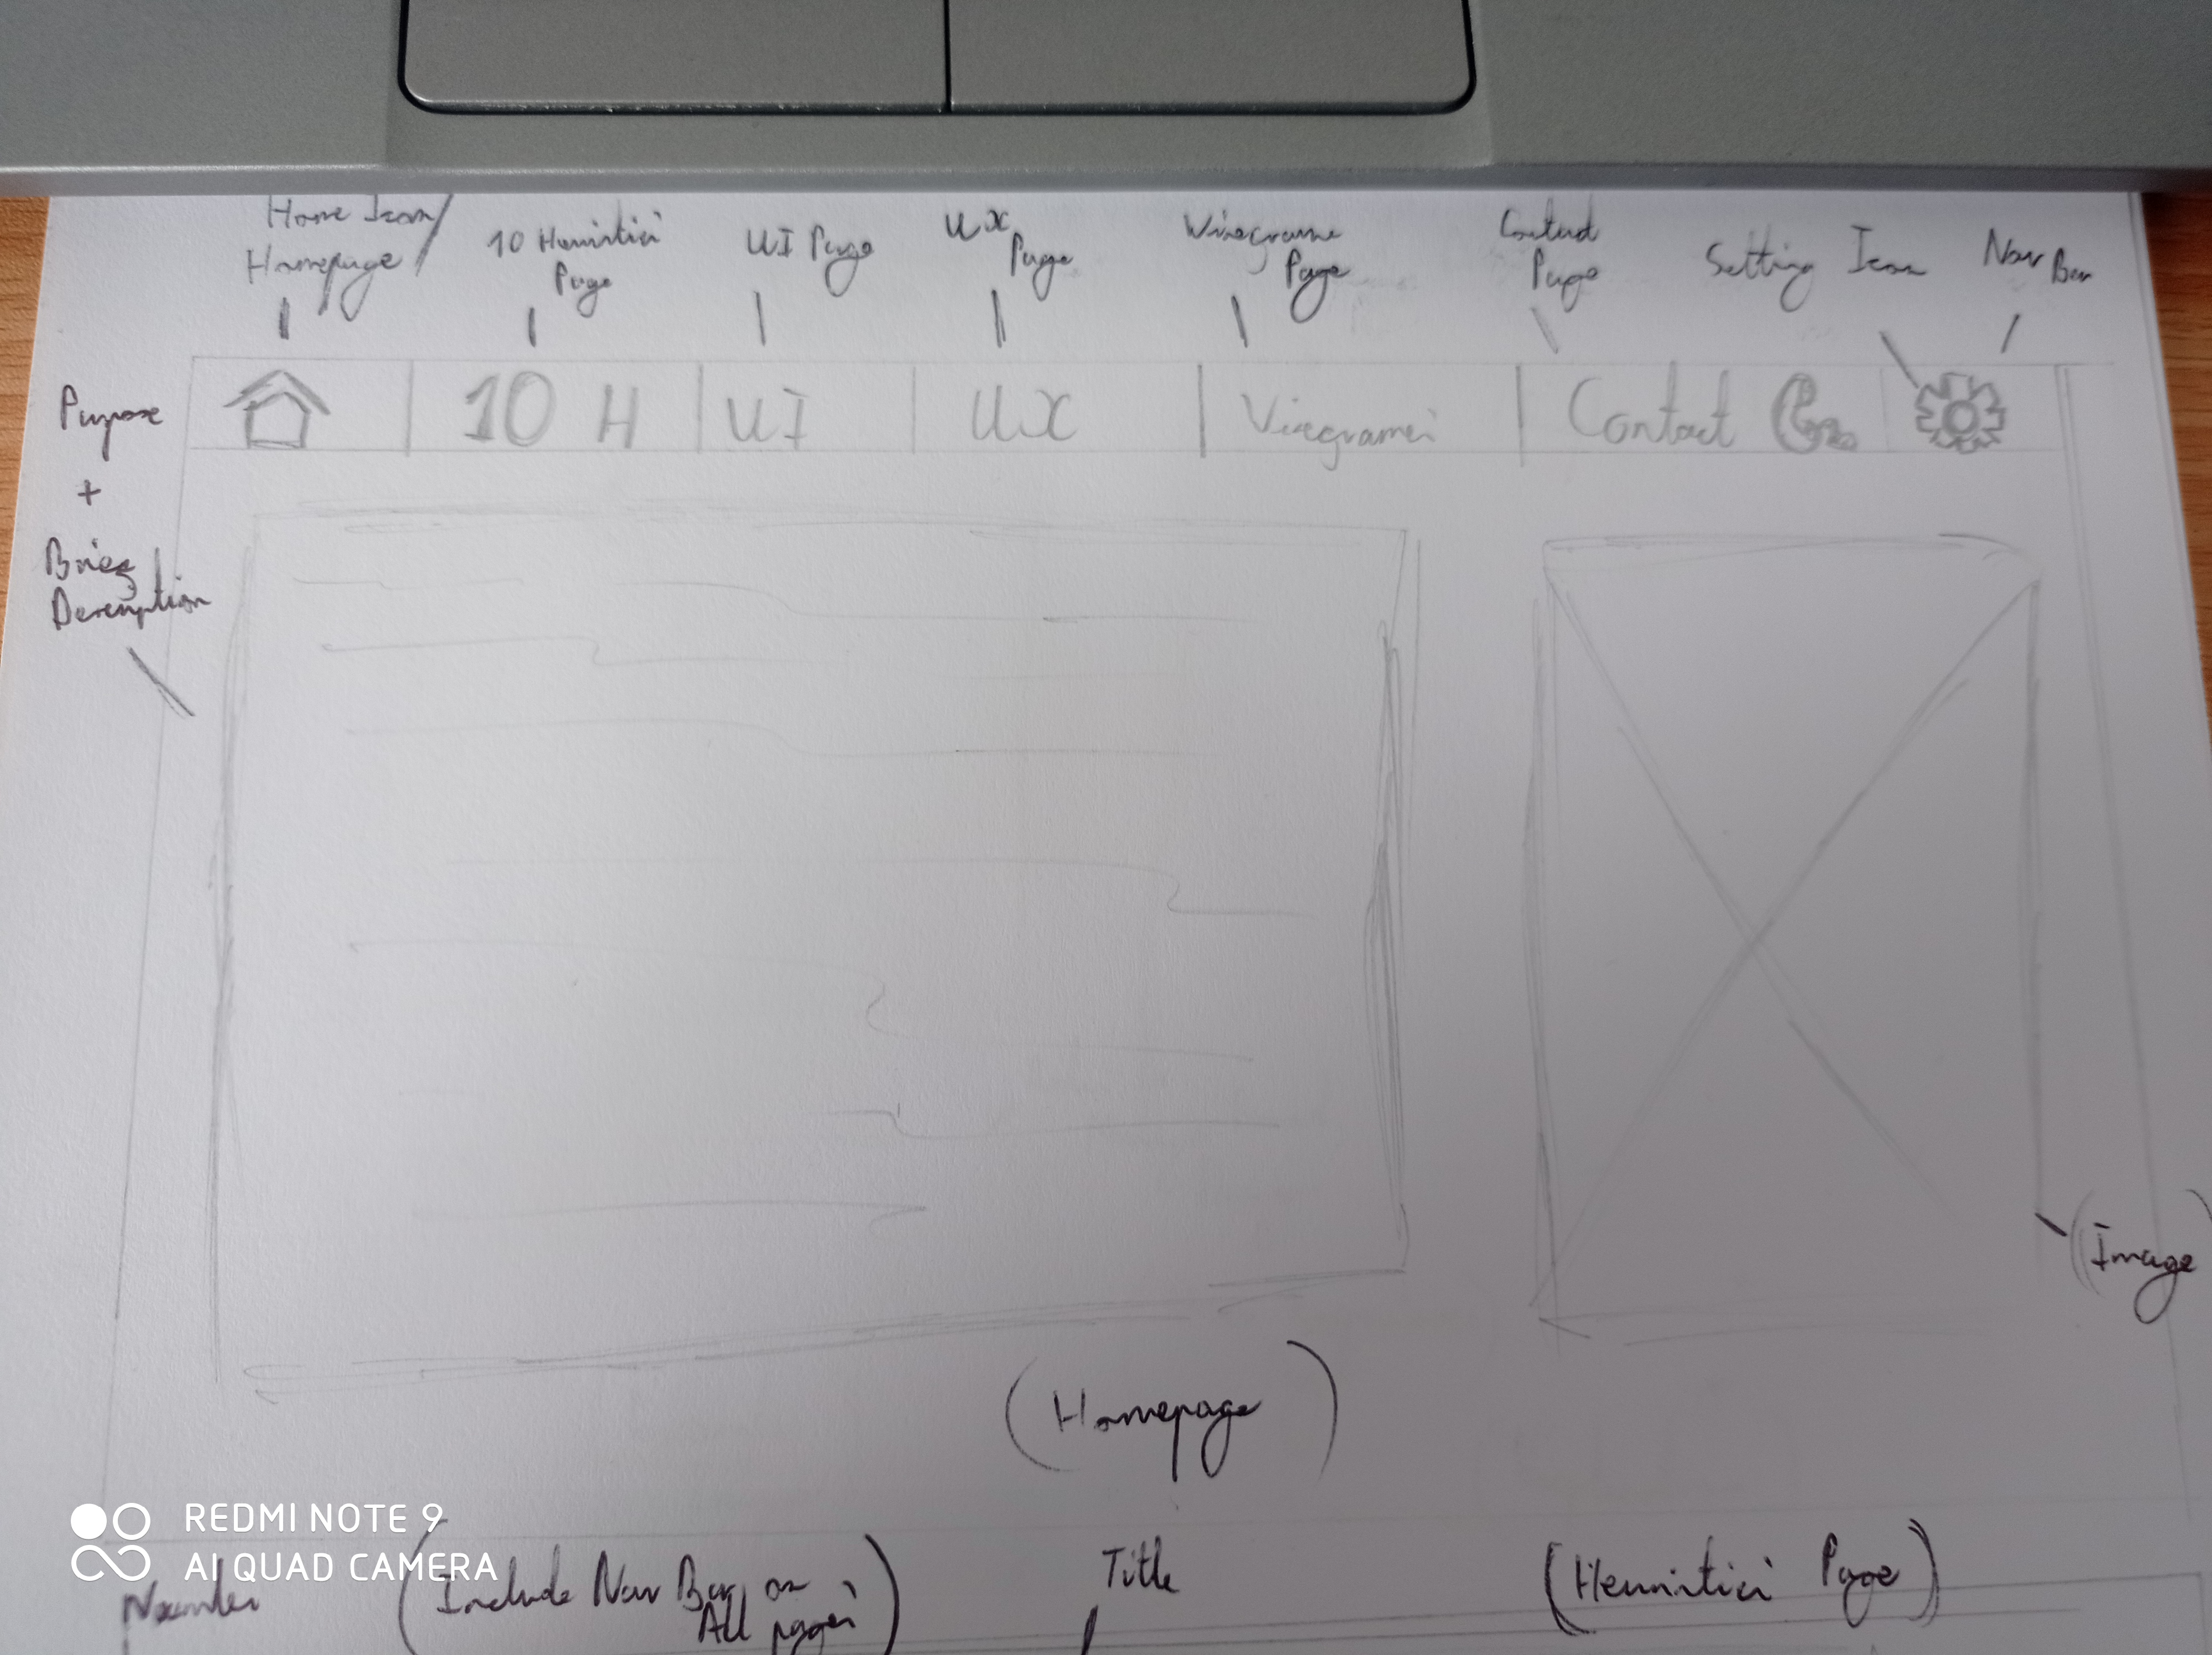 Home Icon/
Homepage
10 Heuristics
Page
UI Page
UX
Page
Wireframe
Page
Contact
Page
Setting Icon
Nav Bar
10 H
UI
UX
Wireframes
Contact
Purpose
+
Brief
Description
(Image)
(Homepage)
REDMI NOTE 9
AI QUAD CAMERA
Number
(Include Nav Bar on
All pages)
Title
(Heuristics Page)